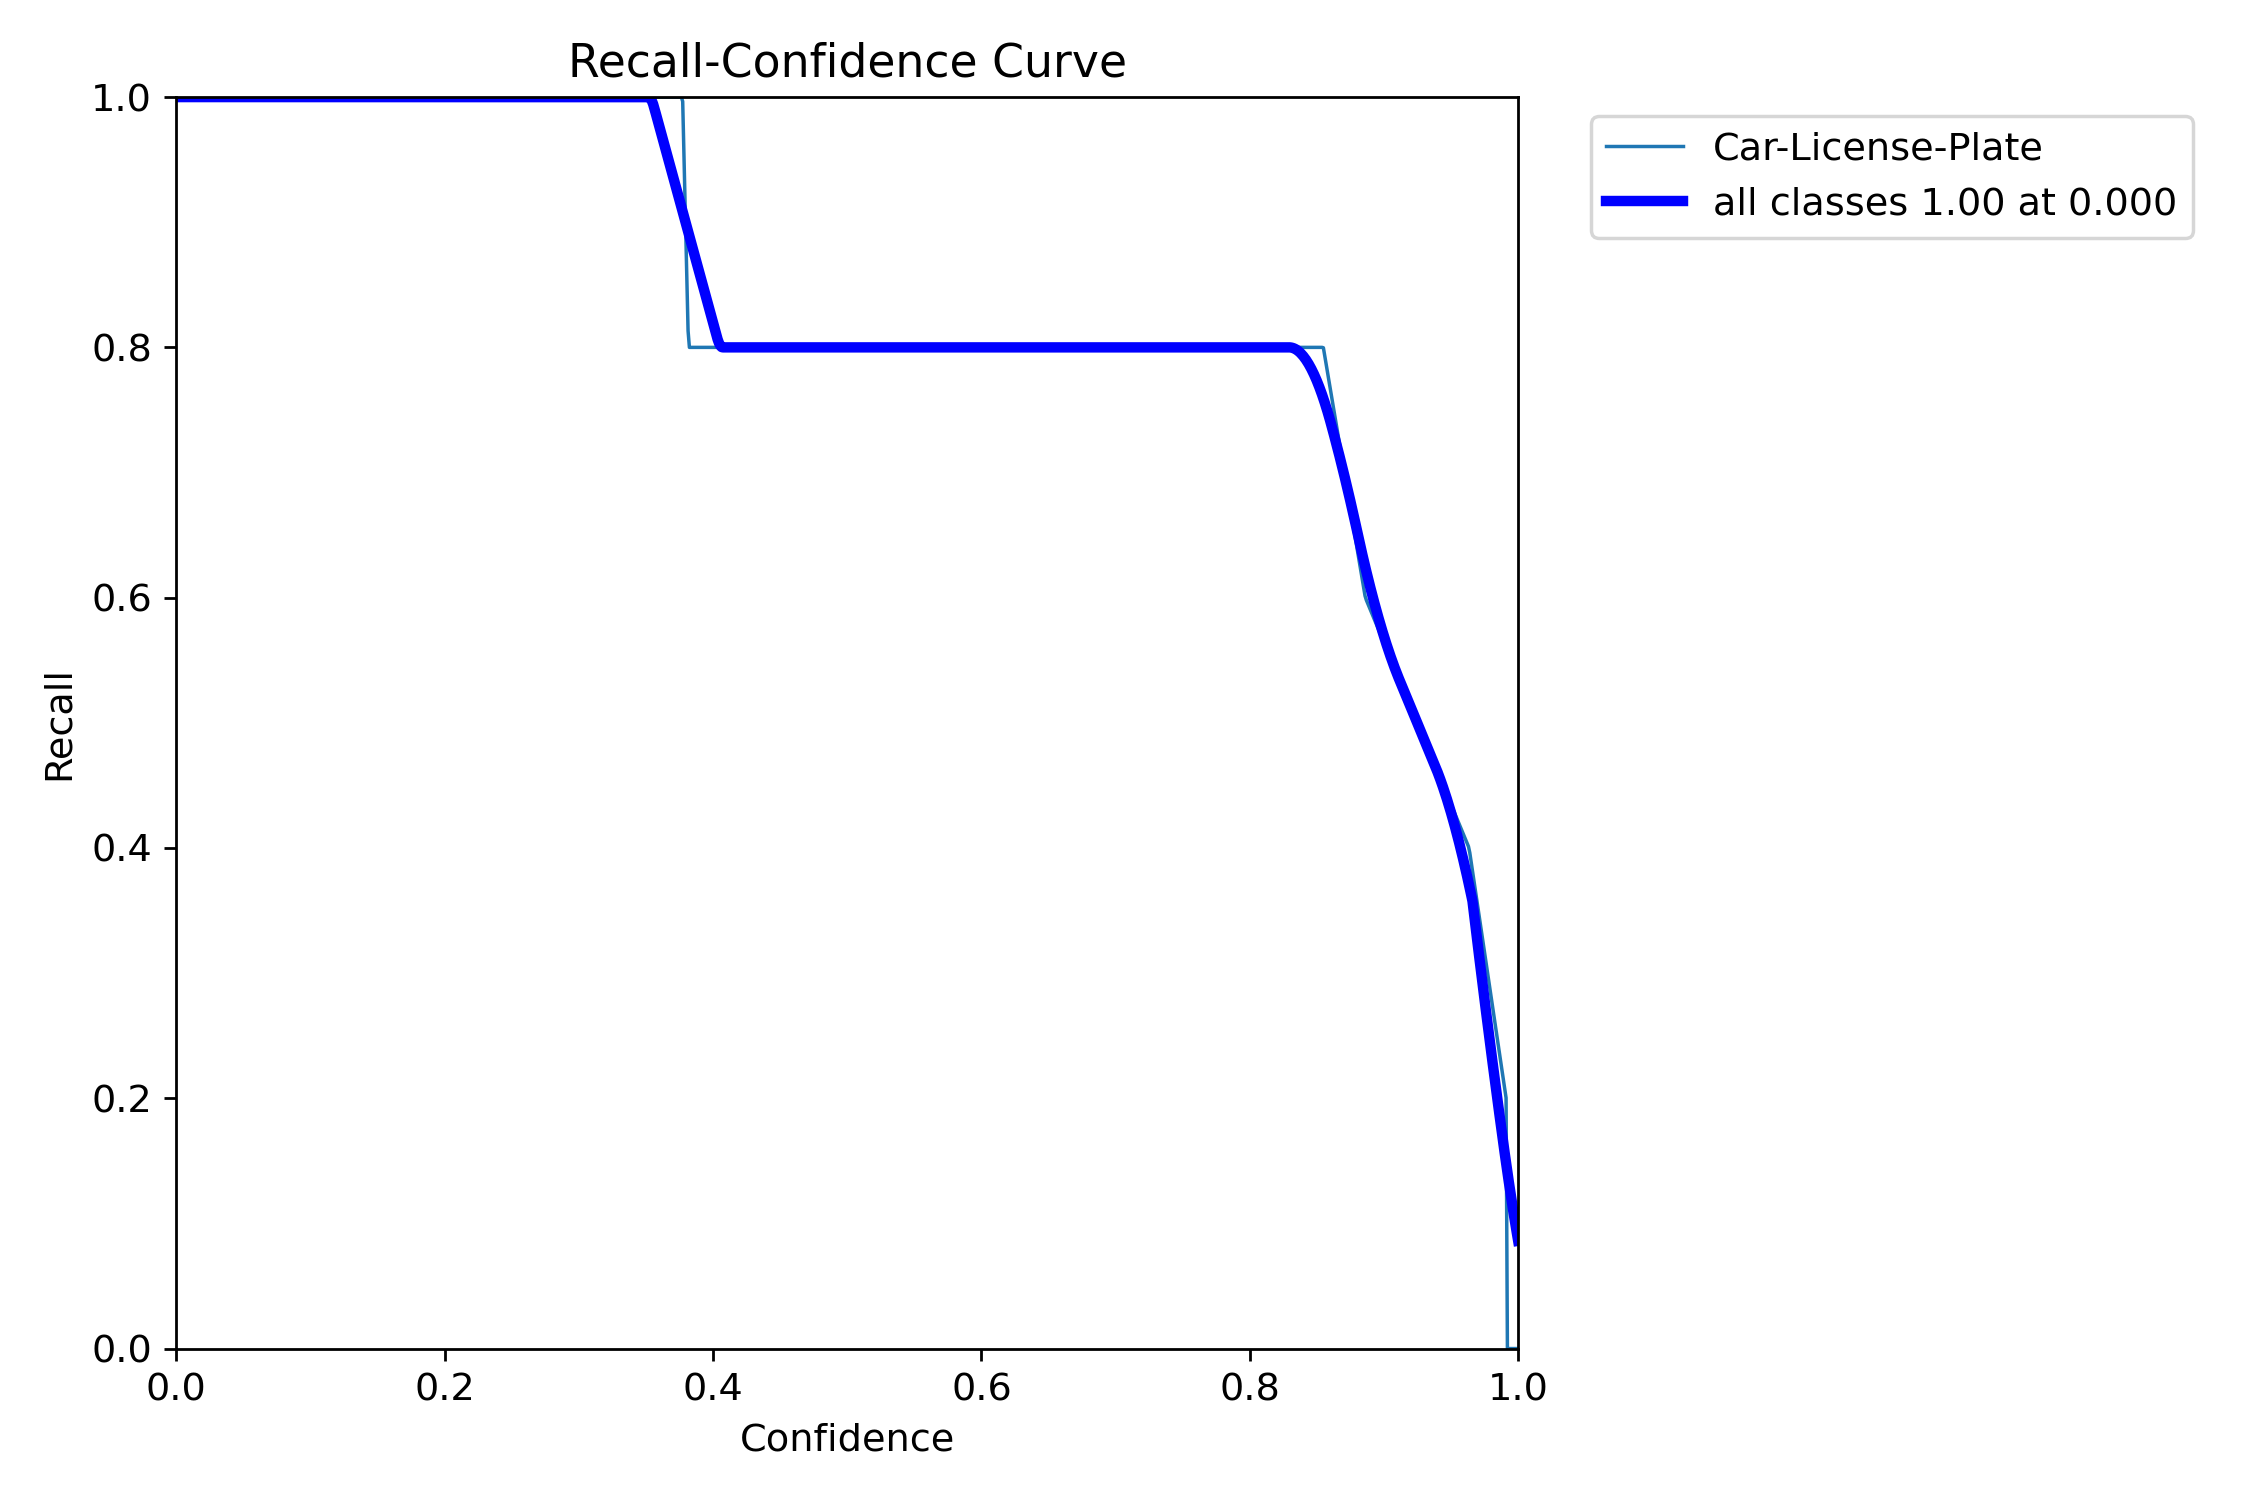 Recall-Confidence Curve
1.0
0.8
0.6
0.4
0.2
0.0
Recall
0.0 0.2 0.4 0.6 0.8 1.0
Confidence
Car-License-Plate
all classes 1.00 at 0.000